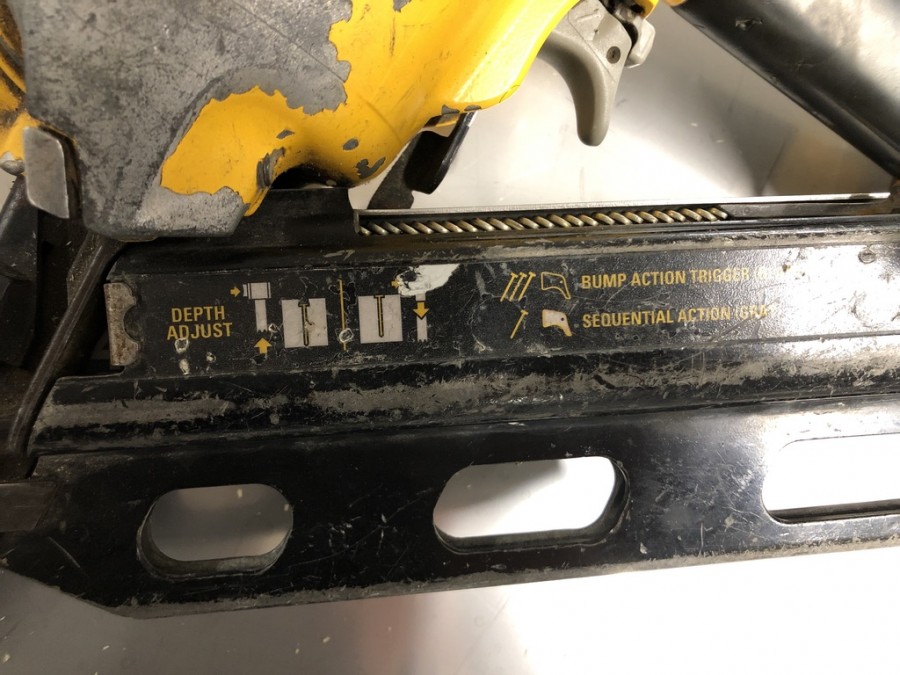 DEPTH
ADJUST
BUMP ACTION TRIGGER
SEQUENTIAL ACTION